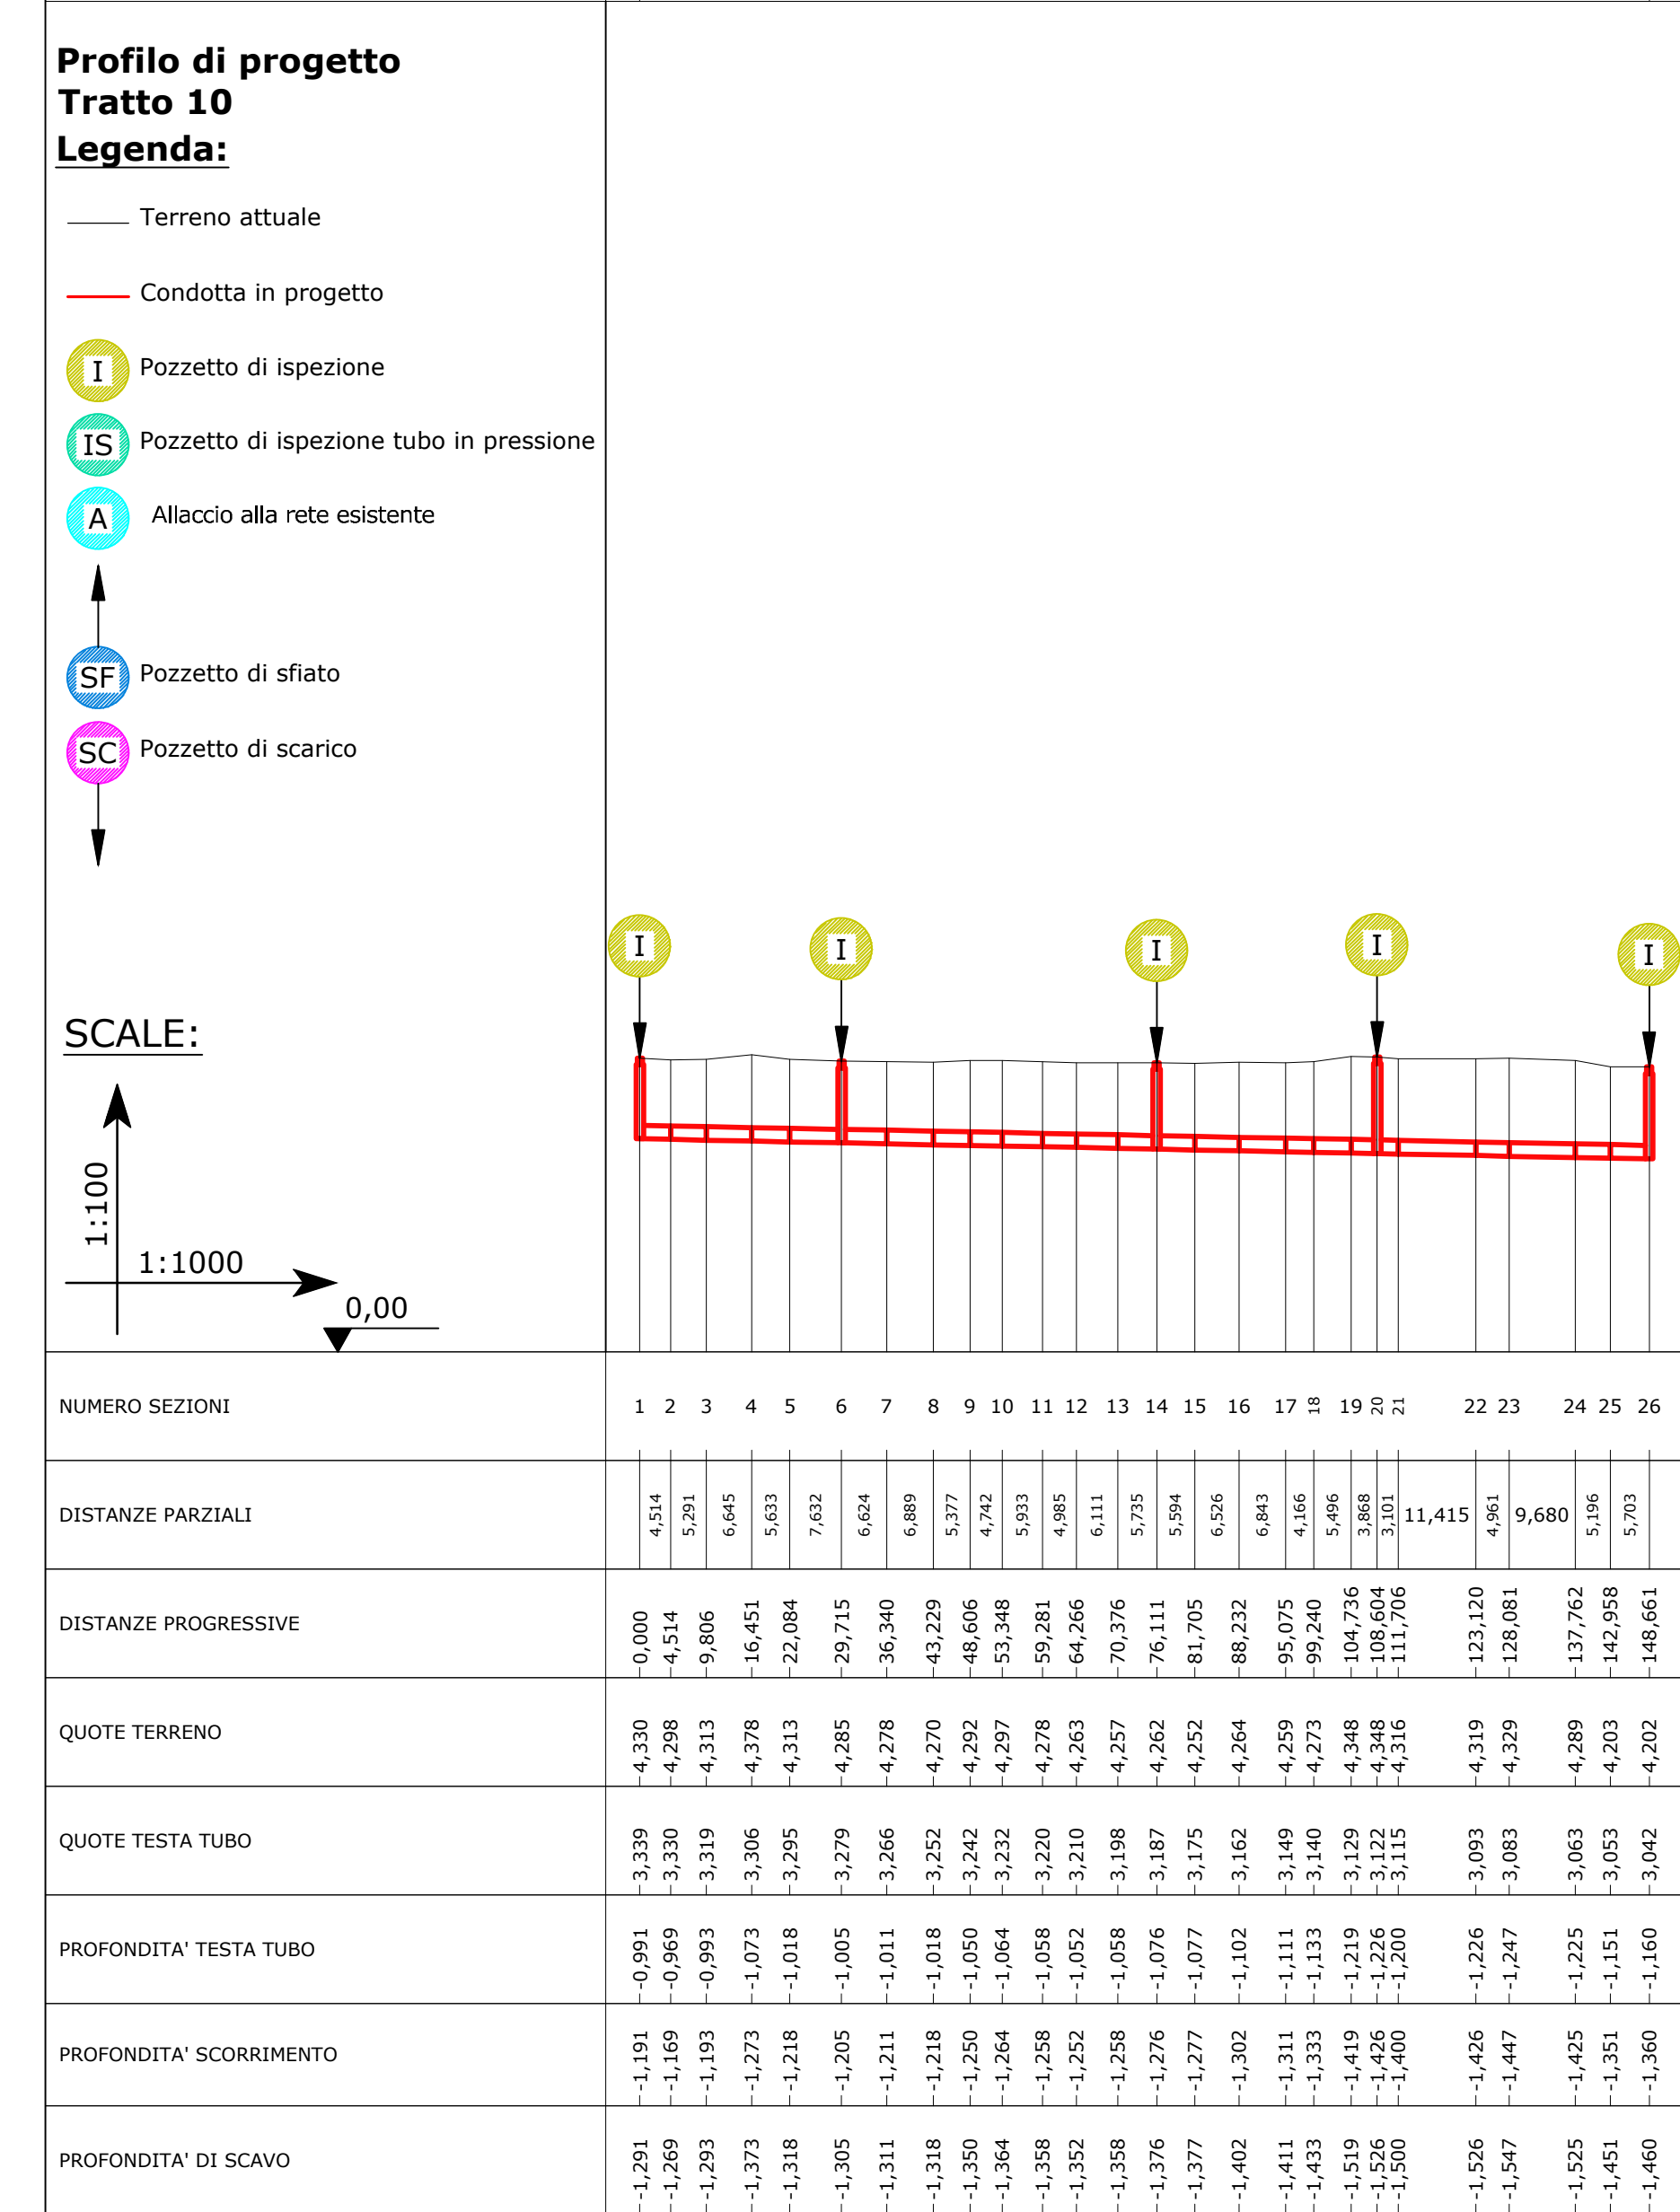 Profilo di progetto
Tratto 10
Legenda:
Terreno attuale
Condotta in progetto
I Pozzetto di ispezione
IS Pozzetto di ispezione tubo in pressione
A Allaccio alla rete esistente
SF Pozzetto di sfiato
SC Pozzetto di scarico
I I I I I
SCALE:
1:100
1:1000
0,00
NUMERO SEZIONI 1 2 3 4 5 6 7 8 9 10 11 12 13 14 15 16 17 18 19 20 21 22 23 24 25 26
DISTANZE PARZIALI 4,514 5,291 6,645 5,633 7,632 6,624 6,889 5,377 4,742 5,933 4,985 6,111 5,735 5,594 6,526 6,843 4,166 5,496 3,868 3,101 11,415 4,961 9,680 5,196 5,703
DISTANZE PROGRESSIVE 0,000 4,514 9,806 16,451 22,084 29,715 36,340 43,229 48,606 53,348 59,281 64,266 70,376 76,111 81,705 88,232 95,075 99,240 104,736 108,604 111,706 123,120 128,081 137,762 142,958 148,661
QUOTE TERRENO 4,330 4,298 4,313 4,378 4,313 4,285 4,278 4,270 4,292 4,297 4,278 4,263 4,257 4,262 4,252 4,264 4,259 4,273 4,348 4,348 4,316 4,319 4,329 4,289 4,203 4,202
QUOTE TESTA TUBO 3,339 3,330 3,319 3,306 3,295 3,279 3,266 3,252 3,242 3,232 3,220 3,210 3,198 3,187 3,175 3,162 3,149 3,140 3,129 3,122 3,115 3,093 3,083 3,063 3,053 3,042
PROFONDITA' TESTA TUBO -0,991 -0,969 -0,993 -1,073 -1,018 -1,005 -1,011 -1,018 -1,050 -1,064 -1,058 -1,052 -1,058 -1,076 -1,077 -1,102 -1,111 -1,133 -1,219 -1,226 -1,200 -1,226 -1,247 -1,225 -1,151 -1,160
PROFONDITA' SCORRIMENTO -1,191 -1,169 -1,193 -1,273 -1,218 -1,205 -1,211 -1,218 -1,250 -1,264 -1,258 -1,252 -1,258 -1,276 -1,277 -1,302 -1,311 -1,333 -1,419 -1,426 -1,400 -1,426 -1,447 -1,425 -1,351 -1,360
PROFONDITA' DI SCAVO -1,291 -1,269 -1,293 -1,373 -1,318 -1,305 -1,311 -1,318 -1,350 -1,364 -1,358 -1,352 -1,358 -1,376 -1,377 -1,402 -1,411 -1,433 -1,519 -1,526 -1,500 -1,526 -1,547 -1,525 -1,451 -1,460